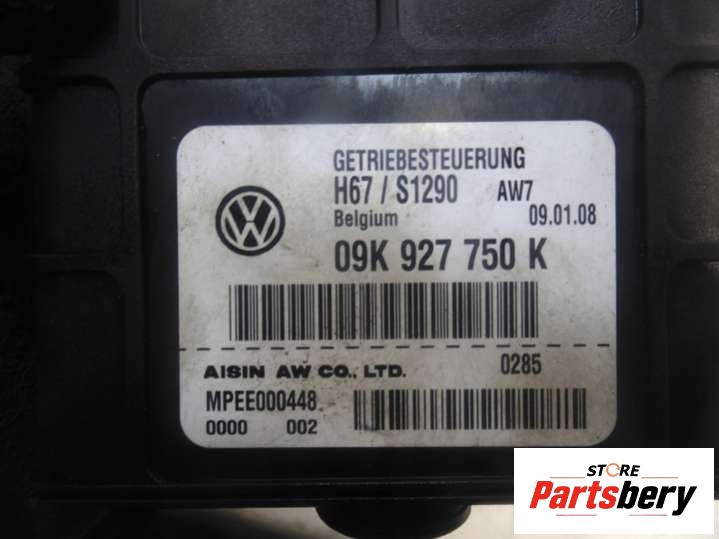 GETRIEBESTEUERUNG
H67 / S1290 AW7
Belgium 09.01.08
09K 927 750 K
AISIN AW CO., LTD. 0285
MPEE000448
0000 002
STORE
Partsbery